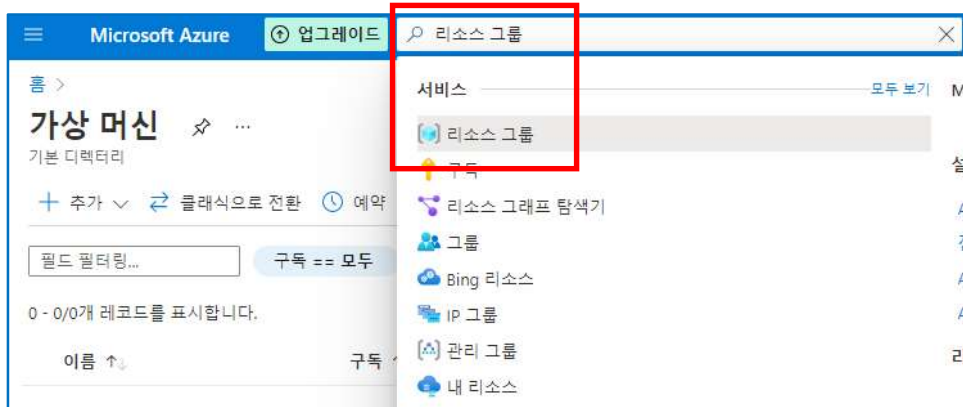 Microsoft Azure
업그레이드
리소스 그룹
홈 >
가상 머신
기본 디렉터리
추가
클래식으로 전환
예약
필드 필터링...
구독 == 모두
0 - 0/0개 레코드를 표시합니다.
이름
구독
서비스
모두 보기
리소스 그룹
구독
리소스 그래프 탐색기
그룹
Bing 리소스
IP 그룹
관리 그룹
내 리소스